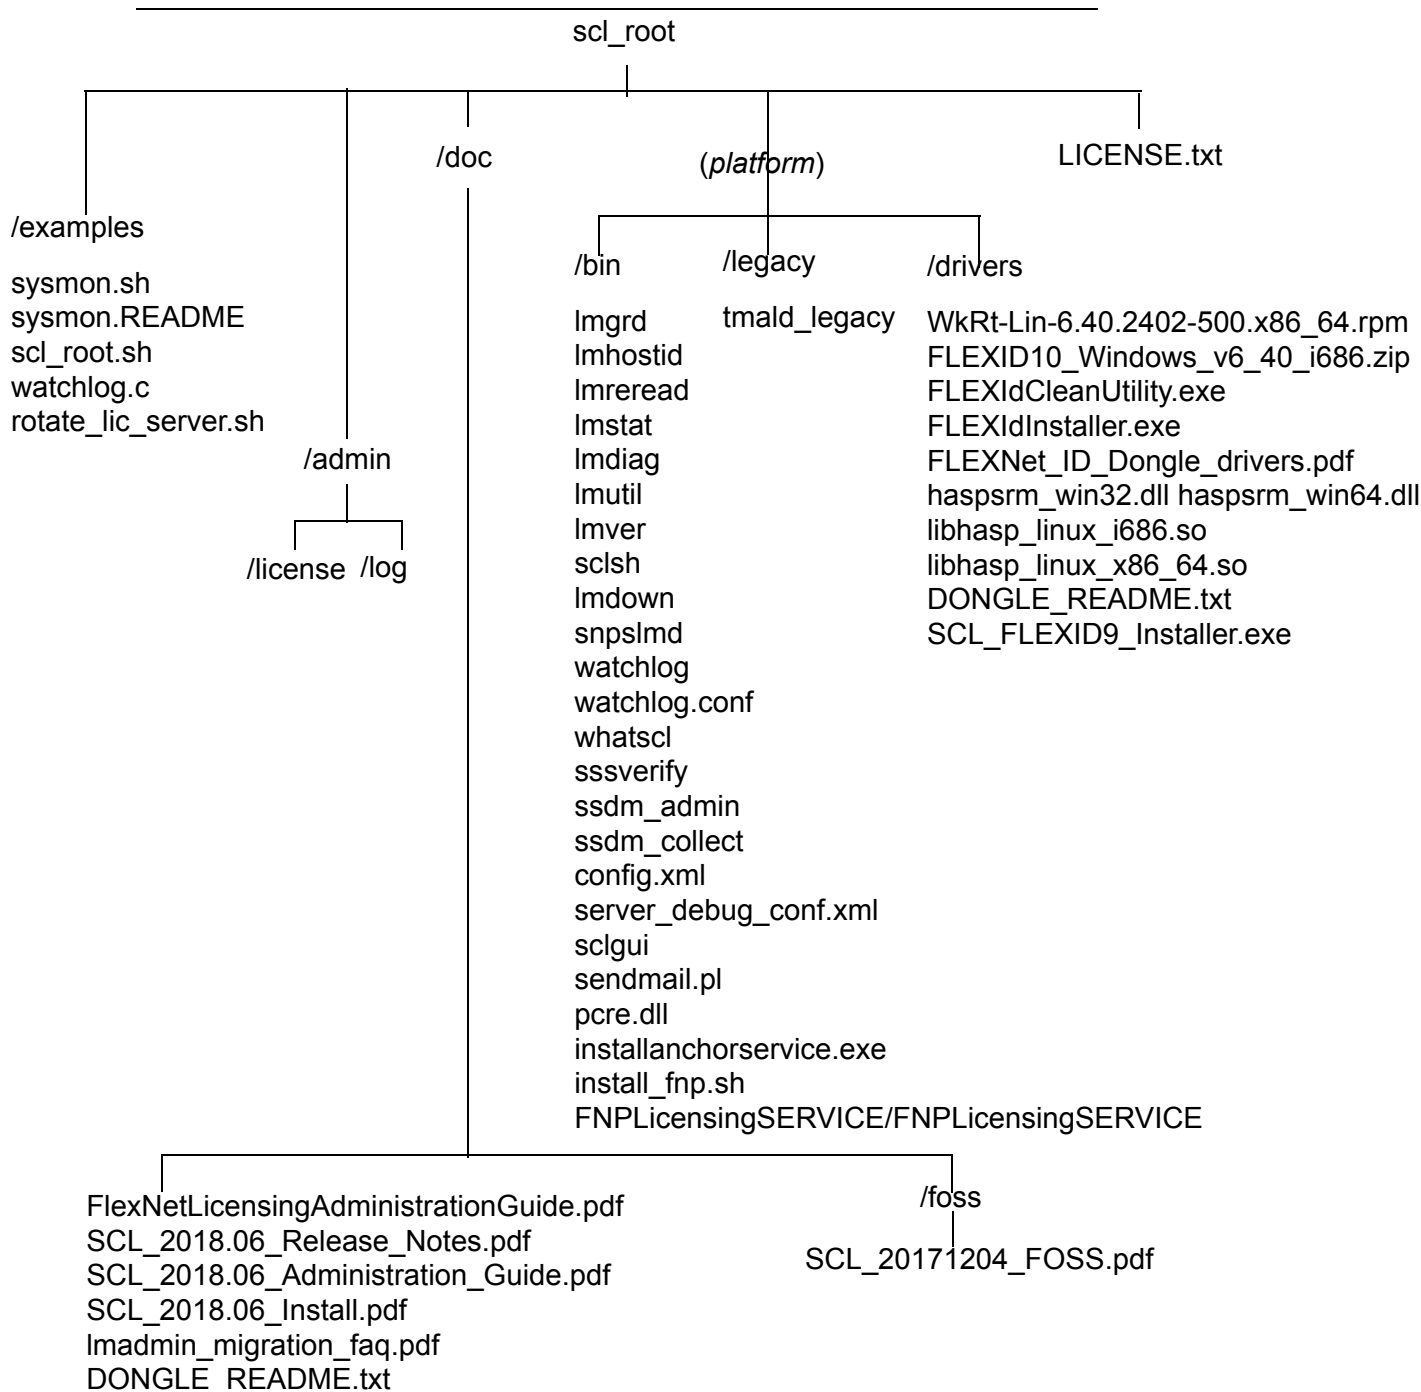 scl_root
/doc
(platform)
LICENSE.txt
/examples
sysmon.sh
sysmon.README
scl_root.sh
watchlog.c
rotate_lic_server.sh
/admin
/license /log
/bin
lmgrd
lmhostid
lmreread
lmstat
lmdiag
lmutil
lmver
sclsh
lmdown
snpslmd
watchlog
watchlog.conf
whatscl
sssverify
ssdm_admin
ssdm_collect
config.xml
server_debug_conf.xml
sclgui
sendmail.pl
pcre.dll
installanchorservice.exe
install_fnp.sh
FNPLicensingSERVICE/FNPLicensingSERVICE
/legacy
tmald_legacy
/drivers
WkRt-Lin-6.40.2402-500.x86_64.rpm
FLEXID10_Windows_v6_40_i686.zip
FLEXIdCleanUtility.exe
FLEXIdInstaller.exe
FLEXNet_ID_Dongle_drivers.pdf
haspsrm_win32.dll haspsrm_win64.dll
libhasp_linux_i686.so
libhasp_linux_x86_64.so
DONGLE_README.txt
SCL_FLEXID9_Installer.exe
FlexNetLicensingAdministrationGuide.pdf
SCL_2018.06_Release_Notes.pdf
SCL_2018.06_Administration_Guide.pdf
SCL_2018.06_Install.pdf
lmadmin_migration_faq.pdf
DONGLE_README.txt
/foss
SCL_20171204_FOSS.pdf